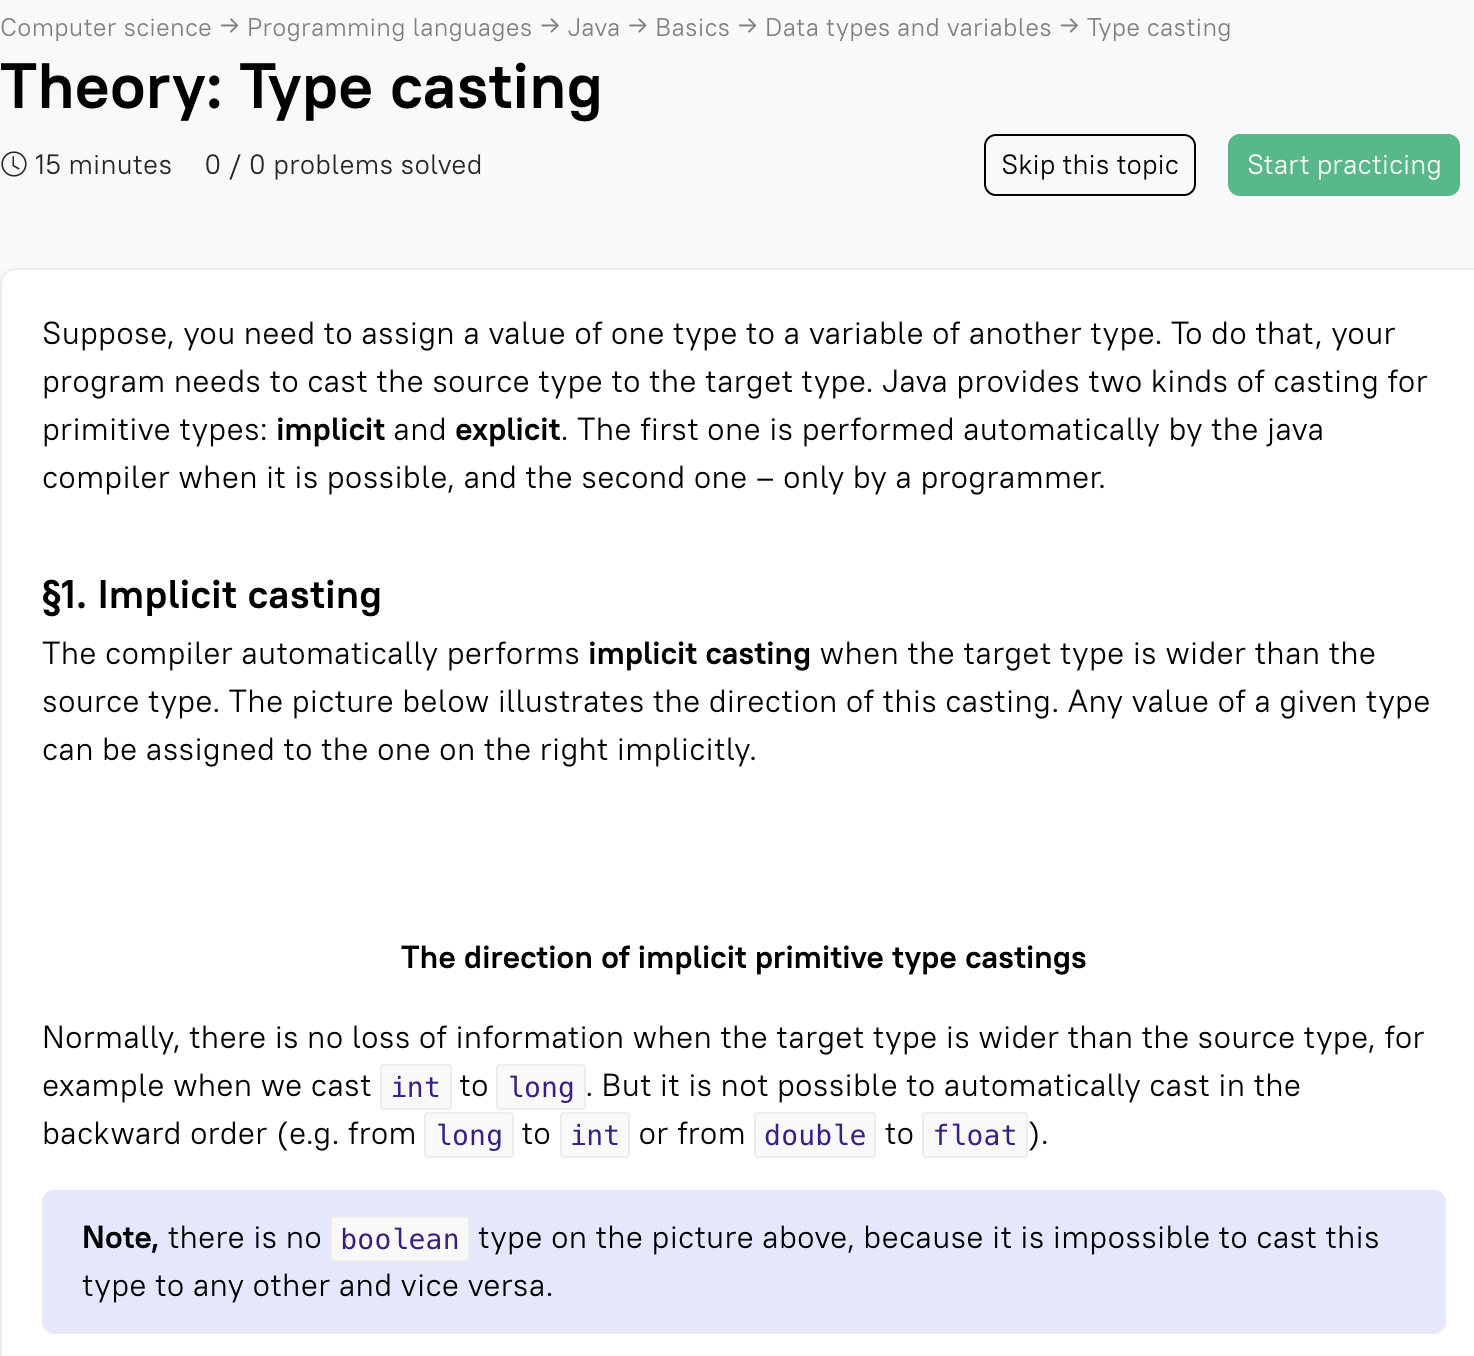 Computer science → Programming languages → Java → Basics → Data types and variables → Type casting
Theory: Type casting
15 minutes 0 / 0 problems solved
Skip this topic
Start practicing
Suppose, you need to assign a value of one type to a variable of another type. To do that, your
program needs to cast the source type to the target type. Java provides two kinds of casting for
primitive types: implicit and explicit. The first one is performed automatically by the java
compiler when it is possible, and the second one – only by a programmer.
§1. Implicit casting
The compiler automatically performs implicit casting when the target type is wider than the
source type. The picture below illustrates the direction of this casting. Any value of a given type
can be assigned to the one on the right implicitly.
The direction of implicit primitive type castings
Normally, there is no loss of information when the target type is wider than the source type, for
example when we cast int to long. But it is not possible to automatically cast in the
backward order (e.g. from long to int or from double to float).
Note, there is no boolean type on the picture above, because it is impossible to cast this
type to any other and vice versa.